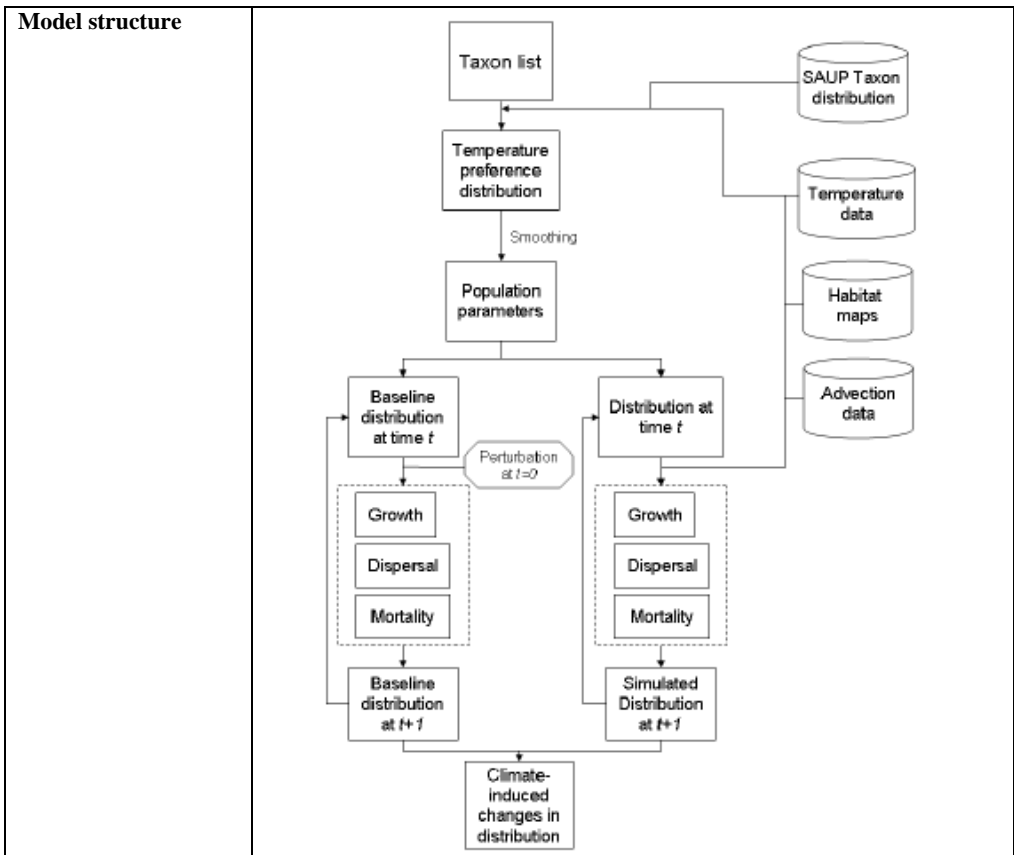 Model structure
Taxon list
SAUP Taxon
distribution
Temperature
preference
distribution
Temperature
data
Smoothing
Habitat
maps
Population
parameters
Advection
data
Baseline
distribution
at time t
Distribution at
time t
Perturbation
at t=0
Growth
Dispersal
Mortality
Growth
Dispersal
Mortality
Baseline
distribution
at t+1
Simulated
Distribution
at t+1
Climate-
induced
changes in
distribution